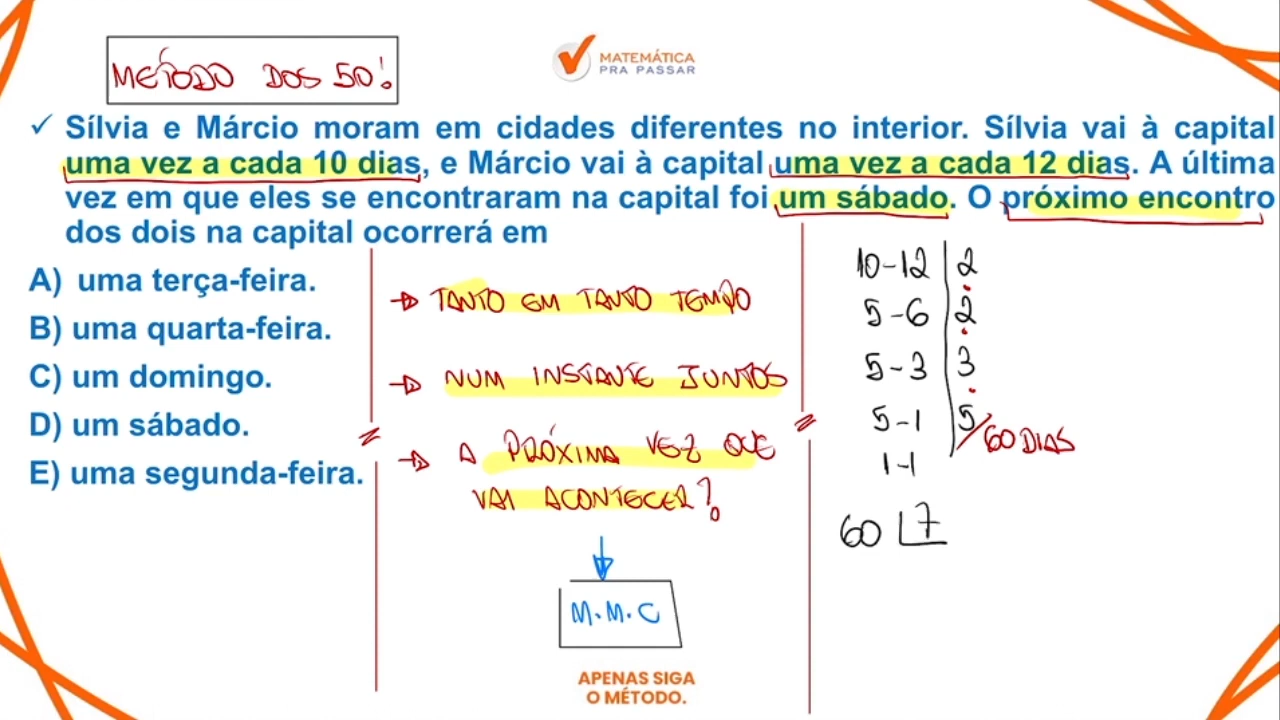 MÉTODO DOS 50!
MATEMÁTICA
PRA PASSAR
✓ Sílvia e Márcio moram em cidades diferentes no interior. Sílvia vai à capital
uma vez a cada 10 dias, e Márcio vai à capital uma vez a cada 12 dias. A última
vez em que eles se encontraram na capital foi um sábado. O próximo encontro
dos dois na capital ocorrerá em
A) uma terça-feira.
B) uma quarta-feira.
C) um domingo.
D) um sábado.
E) uma segunda-feira.
→ TANTO EM TANTO TEMPO
→ NUM INSTANTE JUNTOS
→ A PRÓXIMA VEZ QUE
VAI ACONTECER?
M.M.C
10-12 | 2
5-6 | 2
5-3 | 3
5-1 | 5 / 60 DIAS
1-1
60 7
APENAS SIGA
O MÉTODO.